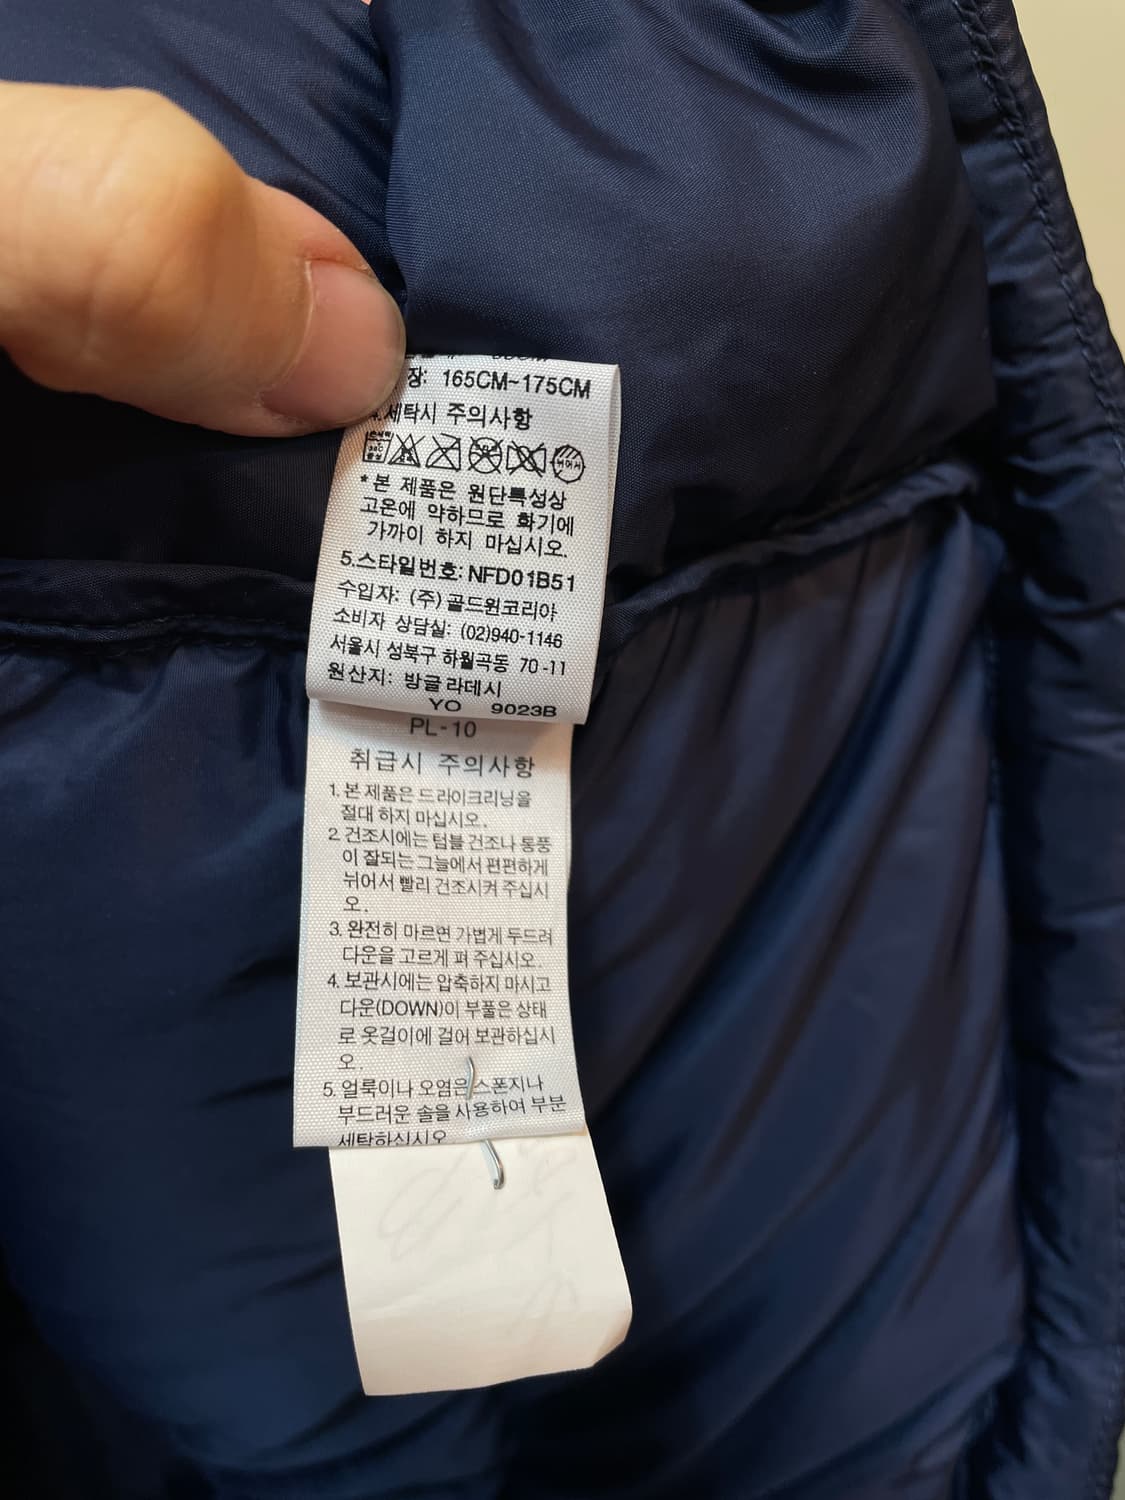 장: 165CM~175CM
4.세탁시 주의사항
* 본 제품은 원단특성상
고온에 약하므로 화기에
가까이 하지 마십시오.
5.스타일번호: NFD01B51
수입자: (주) 골드윈코리아
소비자 상담실: (02)940-1146
서울시 성북구 하월곡동 70-11
원산지: 방글라데시
YO 9023B
PL-10
취급시 주의사항
1. 본 제품은 드라이크리닝을
절대 하지 마십시오.
2. 건조시에는 텀블 건조나 통풍
이 잘되는 그늘에서 편편하게
뉘어서 빨리 건조시켜 주십시
오.
3. 완전히 마르면 가볍게 두드려
다운을 고르게 펴 주십시오.
4. 보관시에는 압축하지 마시고
다운(DOWN)이 부풀은 상태
로 옷걸이에 걸어 보관하십시
오.
5. 얼룩이나 오염은 스폰지나
부드러운 솔을 사용하여 부분
세탁하십시오